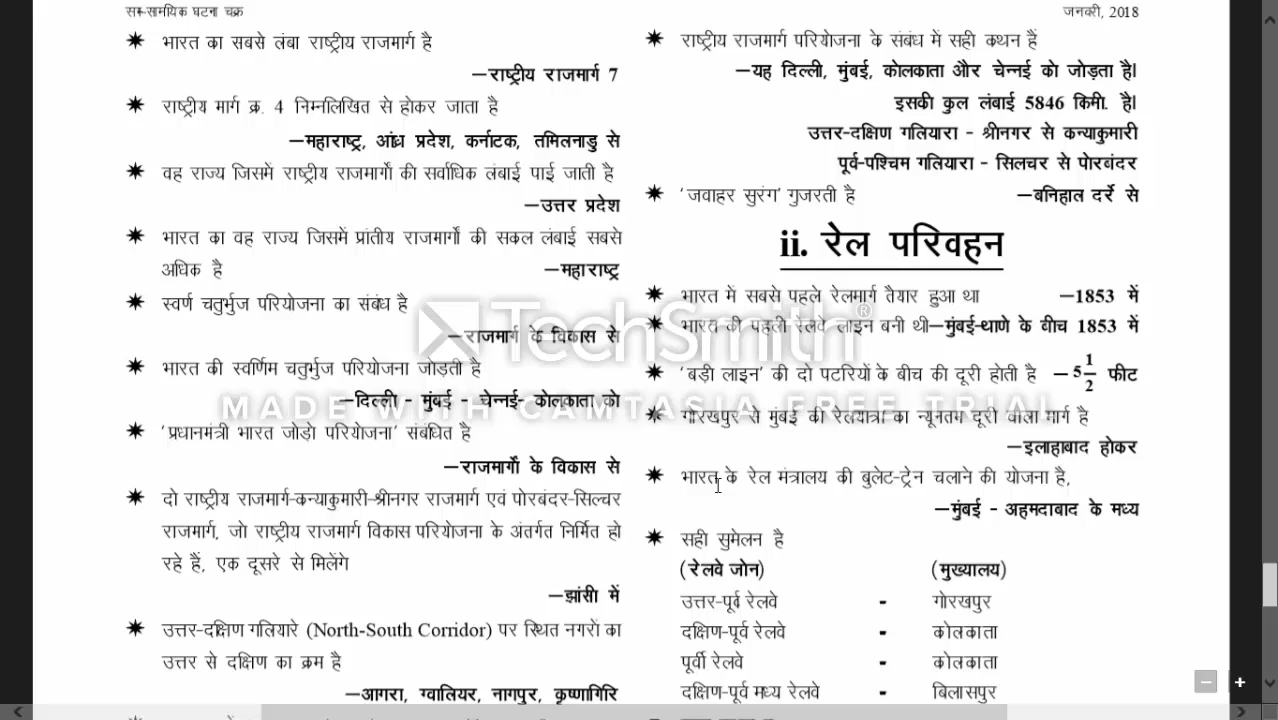 सम-सामयिक घटना चक्र
जनवरी, 2018
✷ भारत का सबसे लंबा राष्ट्रीय राजमार्ग है
–राष्ट्रीय राजमार्ग 7
✷ राष्ट्रीय मार्ग क्र. 4 निम्नलिखित से होकर जाता है
–महाराष्ट्र, आंध्र प्रदेश, कर्नाटक, तमिलनाडु से
✷ वह राज्य जिसमें राष्ट्रीय राजमार्गों की सर्वाधिक लंबाई पाई जाती है
–उत्तर प्रदेश
✷ भारत का वह राज्य जिसमें प्रांतीय राजमार्गों की सकल लंबाई सबसे
अधिक है –महाराष्ट्र
✷ स्वर्ण चतुर्भुज परियोजना का संबंध है
–राजमार्ग के विकास से
✷ भारत की स्वर्णिम चतुर्भुज परियोजना जोड़ती है
–दिल्ली - मुंबई - चेन्नई- कोलकाता को
✷ 'प्रधानमंत्री भारत जोड़ो परियोजना' संबंधित है
–राजमार्गों के विकास से
✷ दो राष्ट्रीय राजमार्ग-कन्याकुमारी-श्रीनगर राजमार्ग एवं पोरबंदर-सिल्चर
राजमार्ग, जो राष्ट्रीय राजमार्ग विकास परियोजना के अंतर्गत निर्मित हो
रहे हैं, एक दूसरे से मिलेंगे
–झांसी में
✷ उत्तर-दक्षिण गलियारे (North-South Corridor) पर स्थित नगरों का
उत्तर से दक्षिण का क्रम है
–आगरा, ग्वालियर, नागपुर, कृष्णागिरि
✷ राष्ट्रीय राजमार्ग परियोजना के संबंध में सही कथन हैं
–यह दिल्ली, मुंबई, कोलकाता और चेन्नई को जोड़ता है।
इसकी कुल लंबाई 5846 किमी. है।
उत्तर-दक्षिण गलियारा - श्रीनगर से कन्याकुमारी
पूर्व-पश्चिम गलियारा - सिलचर से पोरबंदर
✷ 'जवाहर सुरंग' गुजरती है –बनिहाल दर्रे से
ii. रेल परिवहन
✷ भारत में सबसे पहले रेलमार्ग तैयार हुआ था –1853 में
✷ भारत की पहली रेलवे लाइन बनी थी–मुंबई-थाणे के बीच 1853 में
✷ 'बड़ी लाइन' की दो पटरियों के बीच की दूरी होती है –5 1/2 फीट
✷ गोरखपुर से मुंबई की रेलयात्रा का न्यूनतम दूरी वाला मार्ग है
–इलाहाबाद होकर
✷ भारत के रेल मंत्रालय की बुलेट-ट्रेन चलाने की योजना है,
–मुंबई - अहमदाबाद के मध्य
✷ सही सुमेलन है
(रेलवे जोन) (मुख्यालय)
उत्तर-पूर्व रेलवे - गोरखपुर
दक्षिण-पूर्व रेलवे - कोलकाता
पूर्वी रेलवे - कोलकाता
दक्षिण-पूर्व मध्य रेलवे - बिलासपुर
TechSmith®
MADE WITH CAMTASIA FREE TRIAL